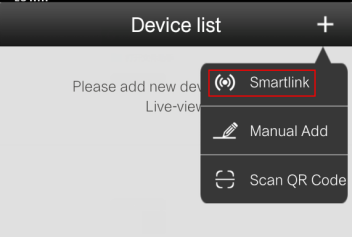 Device list +
Please add new dev
Live-view
Smartlink
Manual Add
Scan QR Code